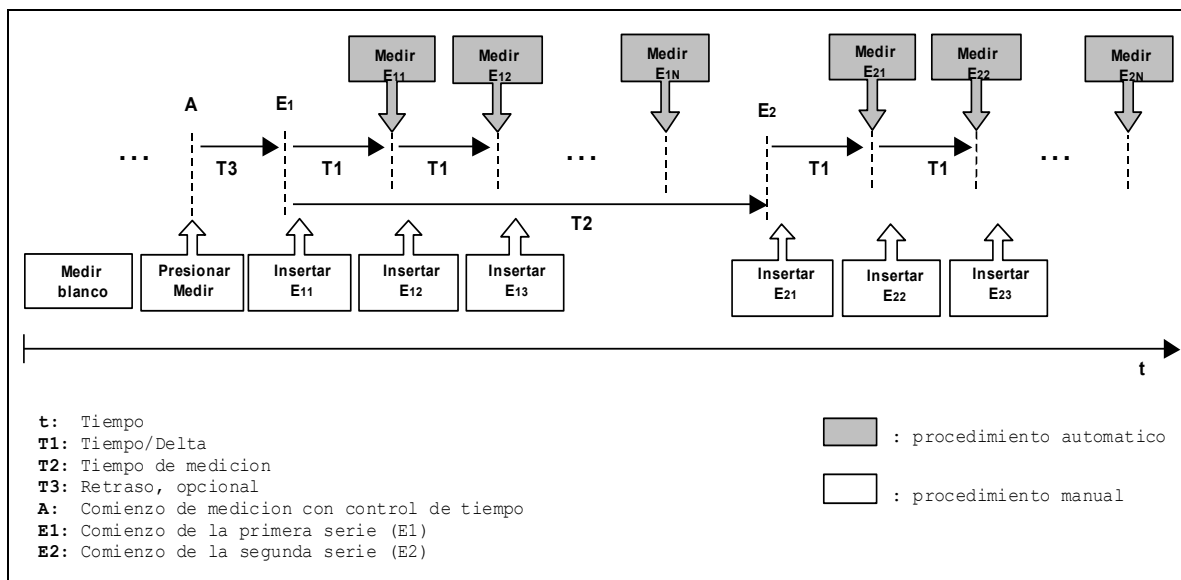 Medir
E11
Medir
E12
Medir
E1N
Medir
E21
Medir
E22
Medir
E2N
A
E1
E2
...
T3
T1
T1
...
T1
T1
...
T2
Medir
blanco
Presionar
Medir
Insertar
E11
Insertar
E12
Insertar
E13
Insertar
E21
Insertar
E22
Insertar
E23
t
t: Tiempo
T1: Tiempo/Delta
T2: Tiempo de medicion
T3: Retraso, opcional
A: Comienzo de medicion con control de tiempo
E1: Comienzo de la primera serie (E1)
E2: Comienzo de la segunda serie (E2)
: procedimiento automatico
: procedimiento manual